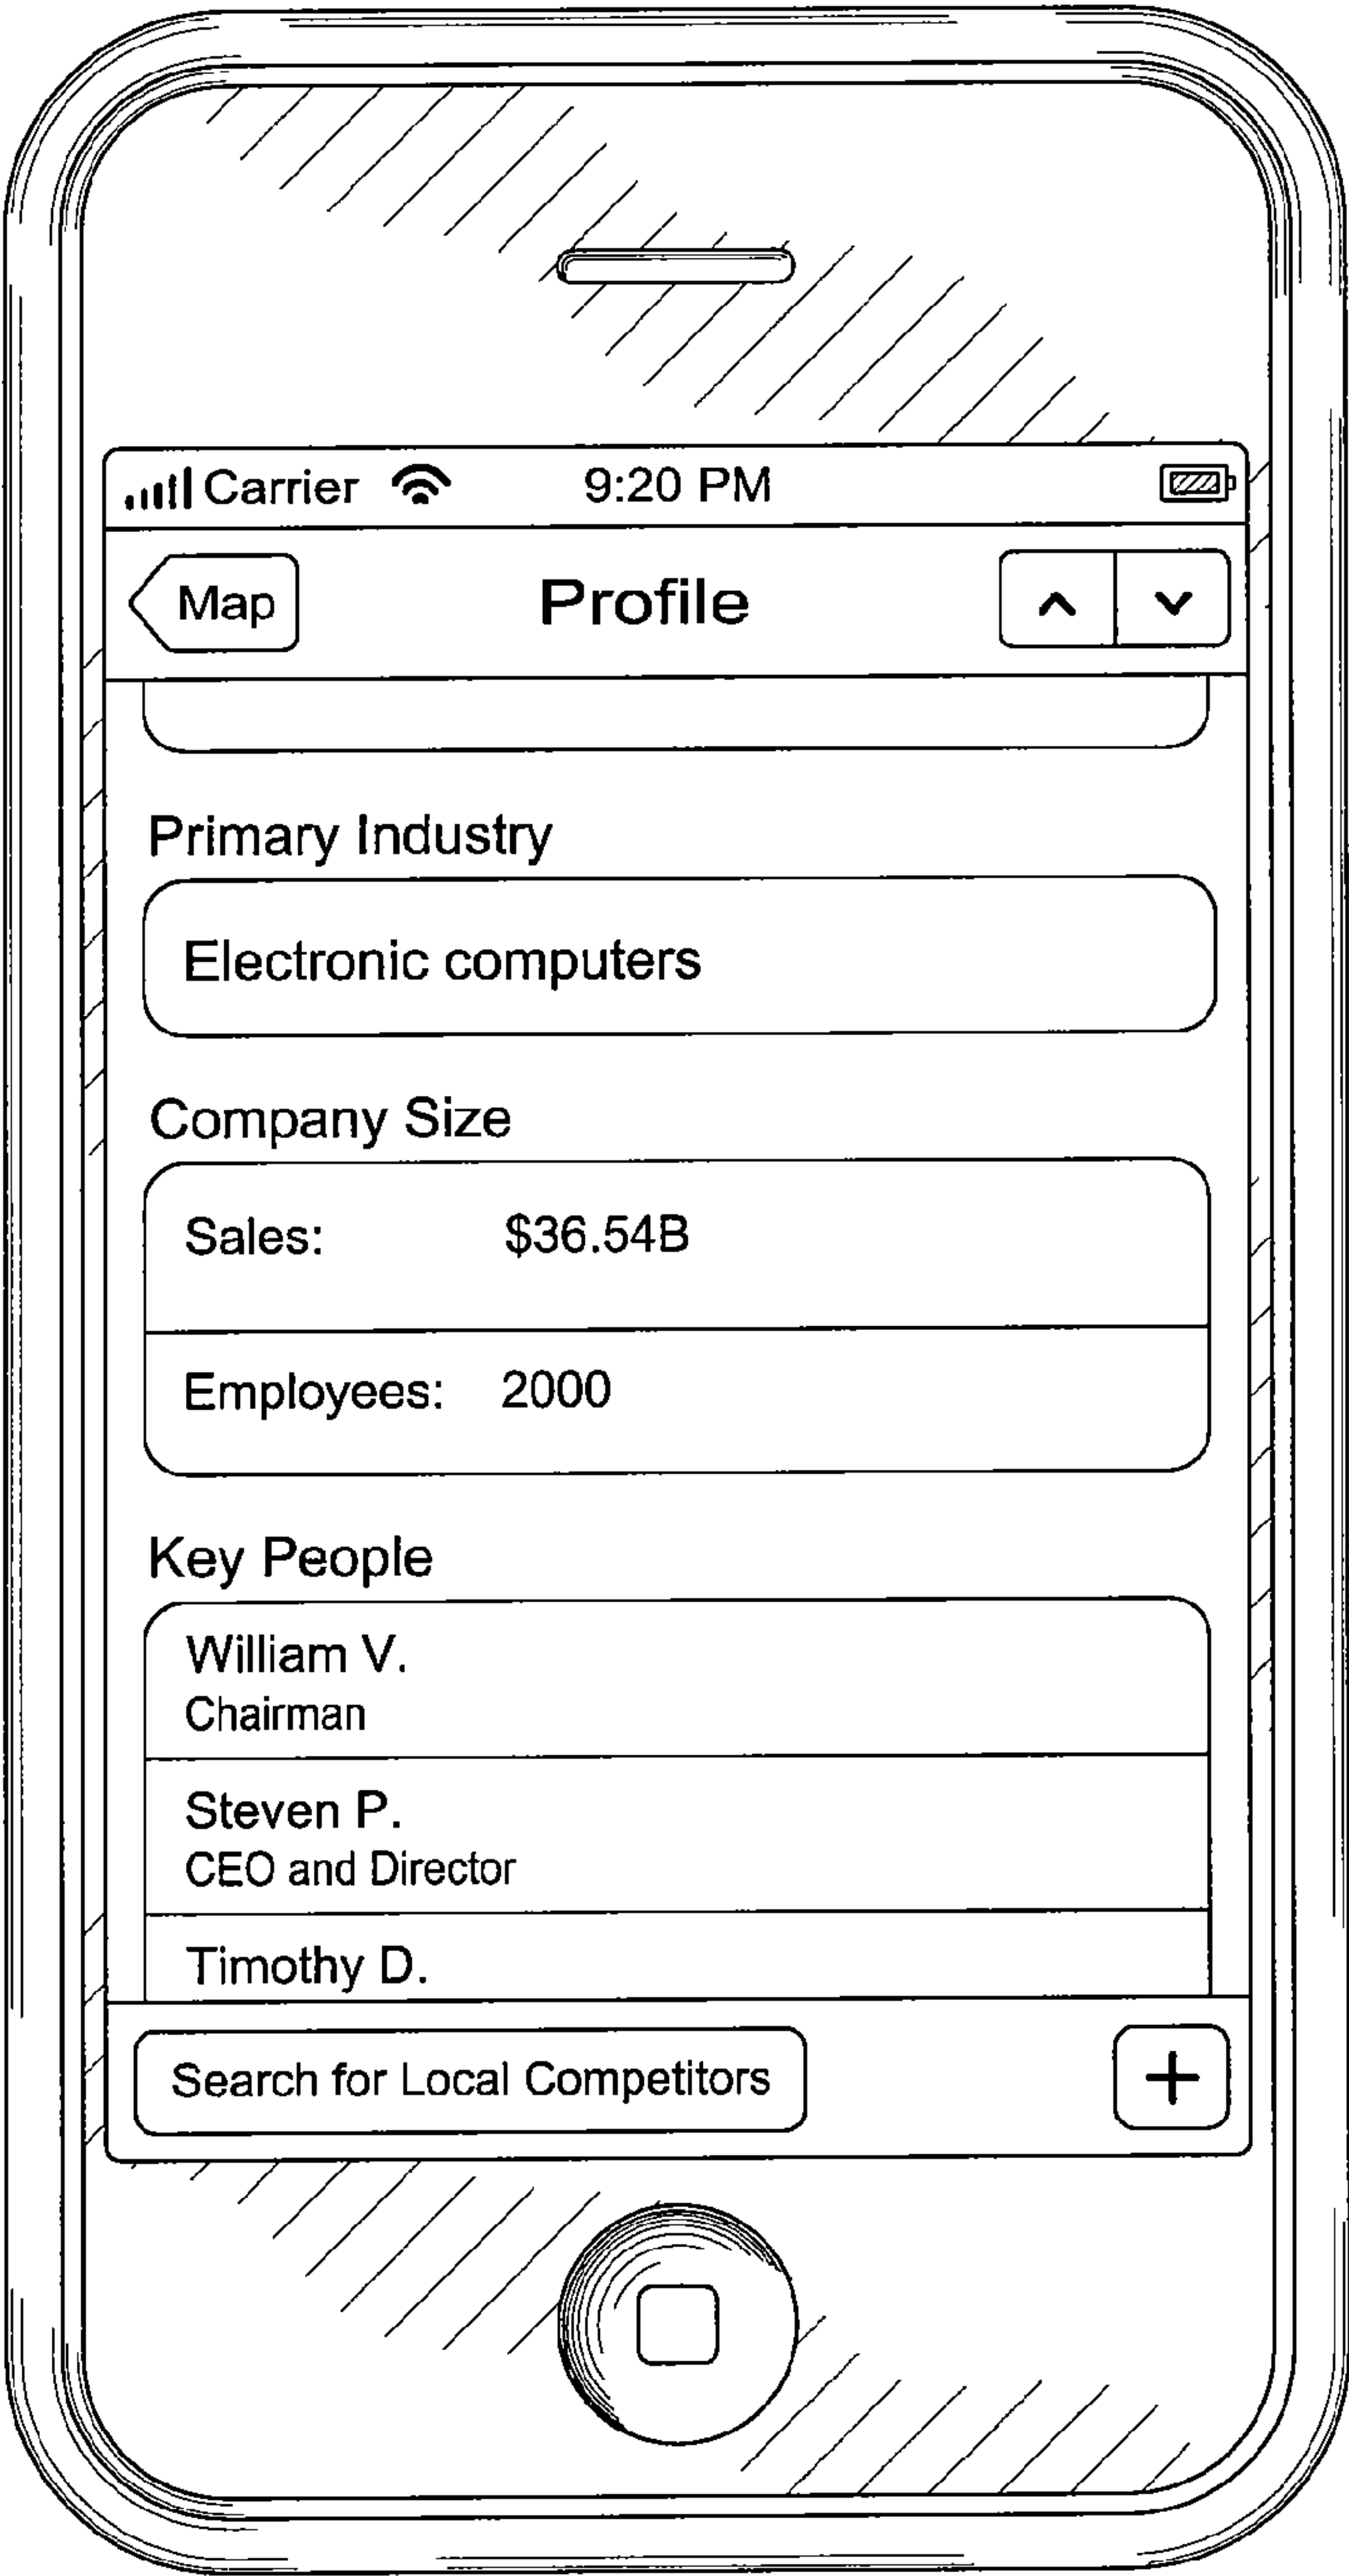 Carrier 9:20 PM
Map Profile
Primary Industry
Electronic computers
Company Size
Sales: $36.54B
Employees: 2000
Key People
William V.
Chairman
Steven P.
CEO and Director
Timothy D.
Search for Local Competitors +